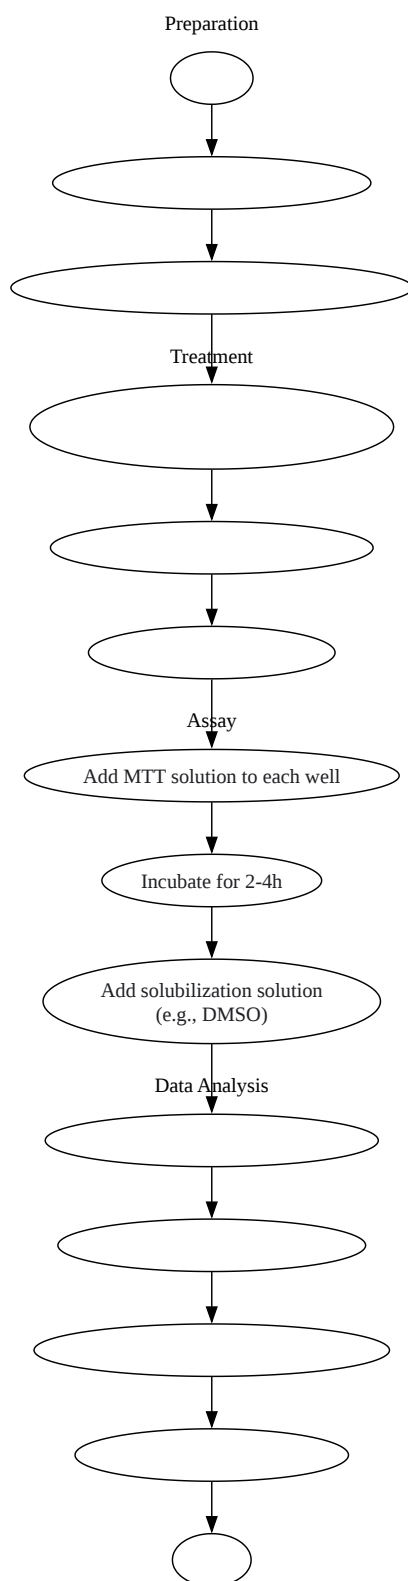 Preparation
Treatment
Assay
Add MTT solution to each well
Incubate for 2-4h
Add solubilization solution
(e.g., DMSO)
Data Analysis